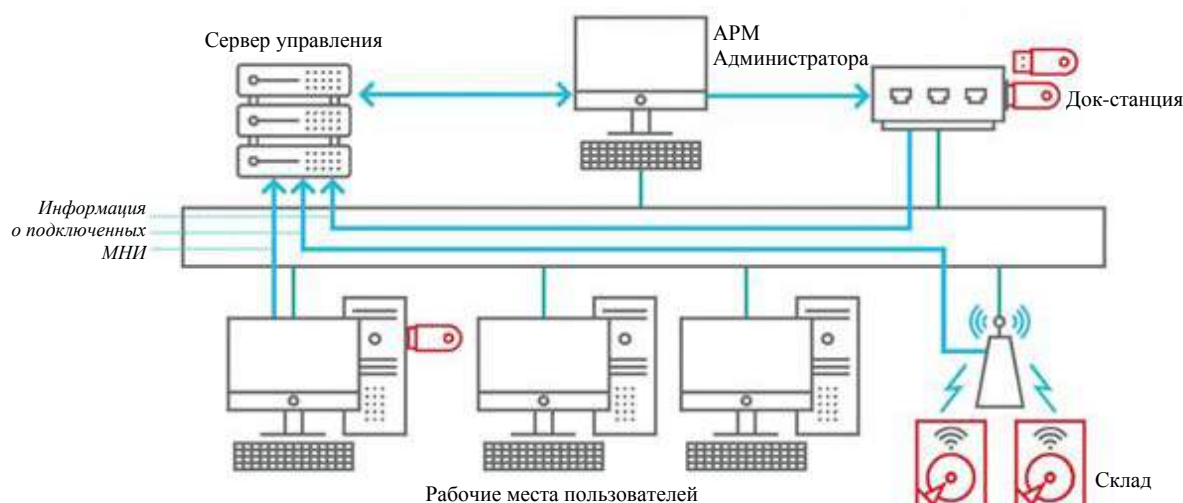 Сервер управления
АРМ
Администратора
Док-станция
Информация
о подключенных
МНИ
Рабочие места пользователей
Склад